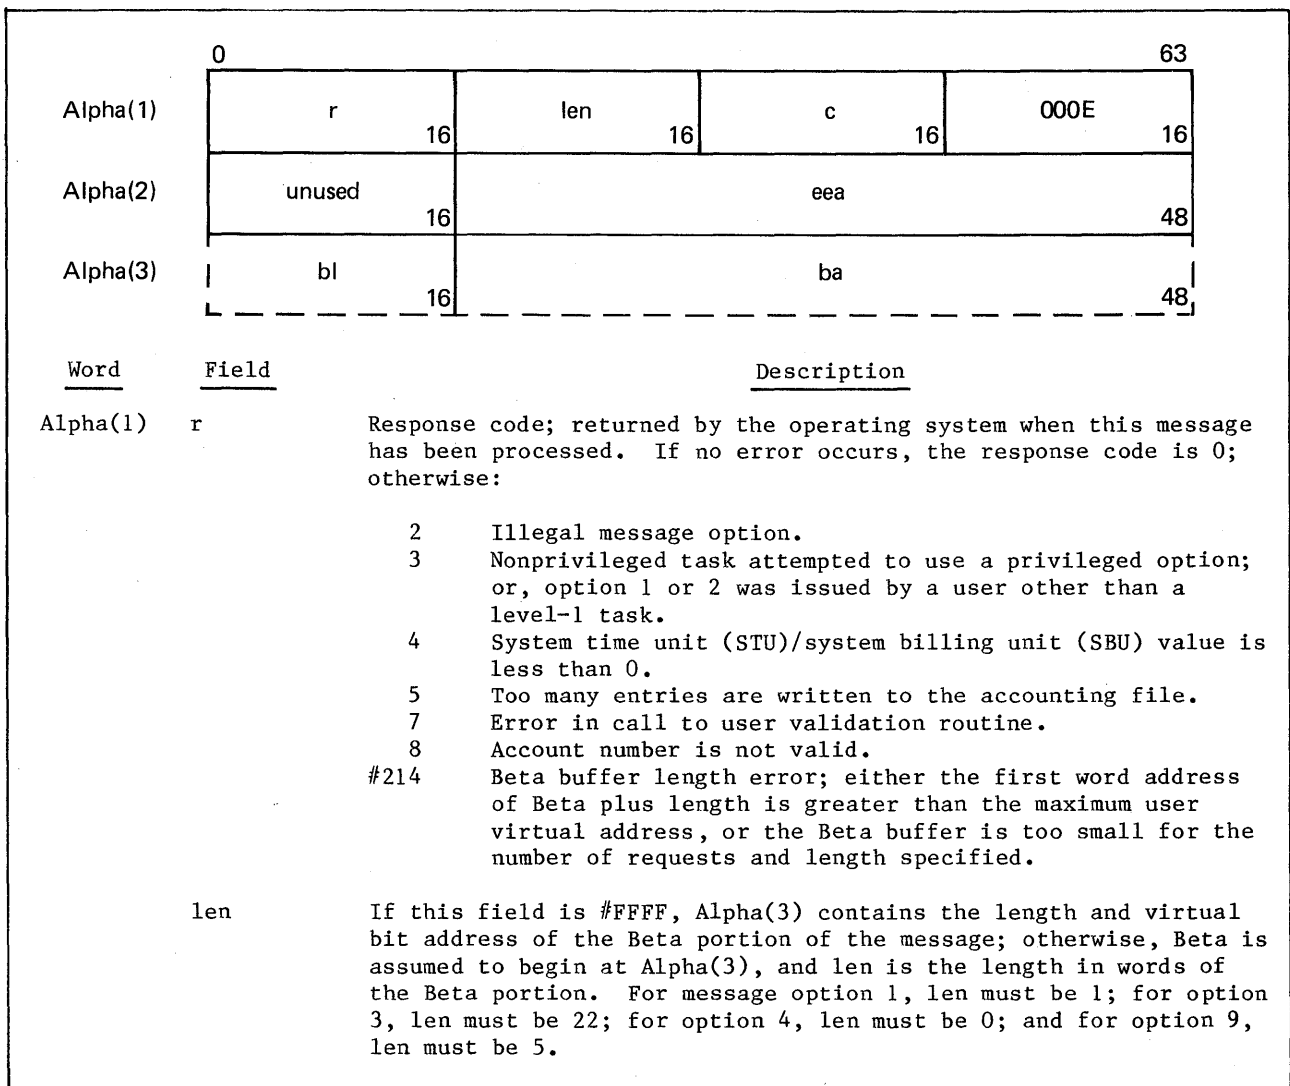 0 63
Alpha(1) r 16 len 16 c 16 000E 16
Alpha(2) unused 16 eea 48
Alpha(3) bl 16 ba 48
Word Field Description
Alpha(1) r Response code; returned by the operating system when this message
has been processed. If no error occurs, the response code is 0;
otherwise:
2 Illegal message option.
3 Nonprivileged task attempted to use a privileged option;
or, option 1 or 2 was issued by a user other than a
level-1 task.
4 System time unit (STU)/system billing unit (SBU) value is
less than 0.
5 Too many entries are written to the accounting file.
7 Error in call to user validation routine.
8 Account number is not valid.
#214 Beta buffer length error; either the first word address
of Beta plus length is greater than the maximum user
virtual address, or the Beta buffer is too small for the
number of requests and length specified.
len If this field is #FFFF, Alpha(3) contains the length and virtual
bit address of the Beta portion of the message; otherwise, Beta is
assumed to begin at Alpha(3), and len is the length in words of
the Beta portion. For message option 1, len must be 1; for option
3, len must be 22; for option 4, len must be 0; and for option 9,
len must be 5.